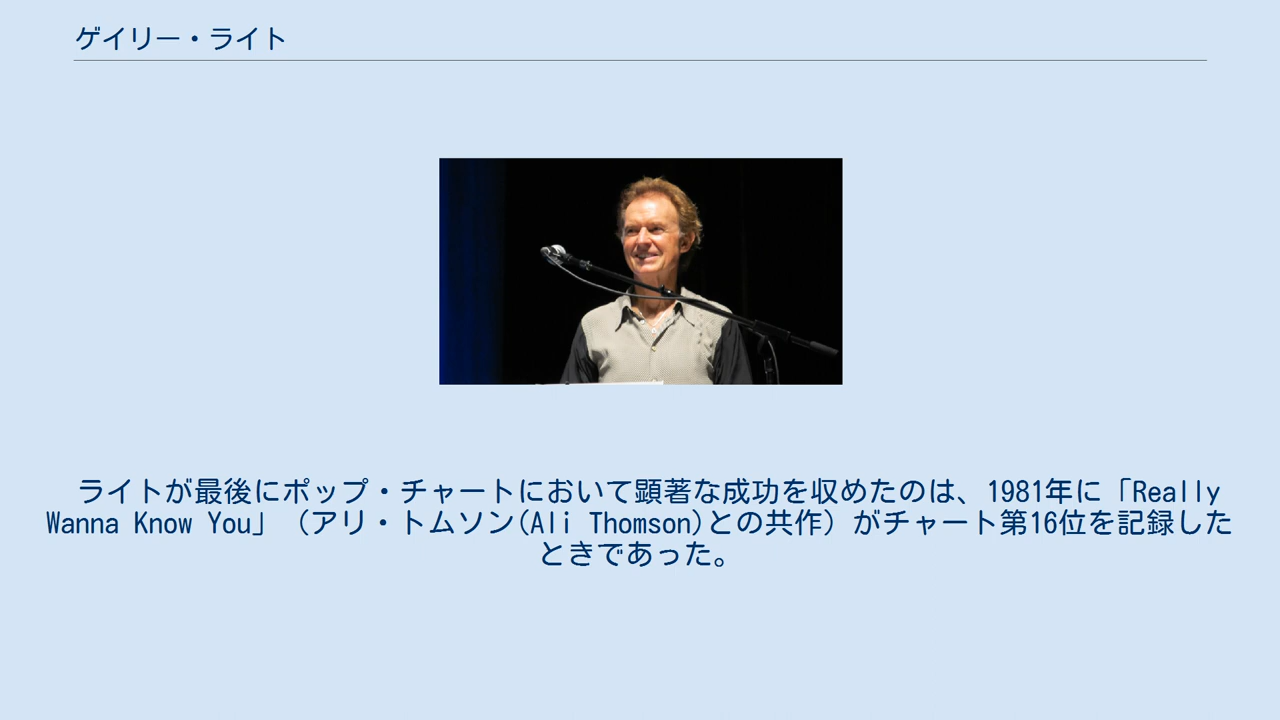 ゲイリー・ライト
ライトが最後にポップ・チャートにおいて顕著な成功を収めたのは、1981年に「Really
Wanna Know You」（アリ・トムソン(Ali Thomson)との共作）がチャート第16位を記録した
ときであった。